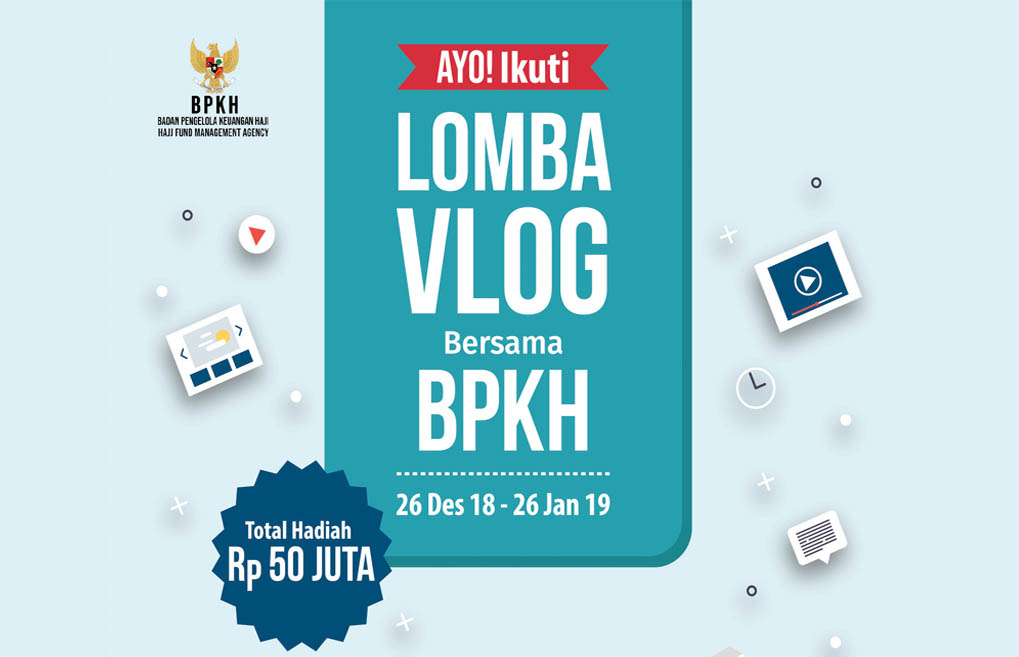 BPKH
BADAN PENGELOLA KEUANGAN HAJI
HAJJ FUND MANAGEMENT AGENCY
AYO! Ikuti
LOMBA
VLOG
Bersama
BPKH
26 Des 18 - 26 Jan 19
Total Hadiah
Rp 50 JUTA